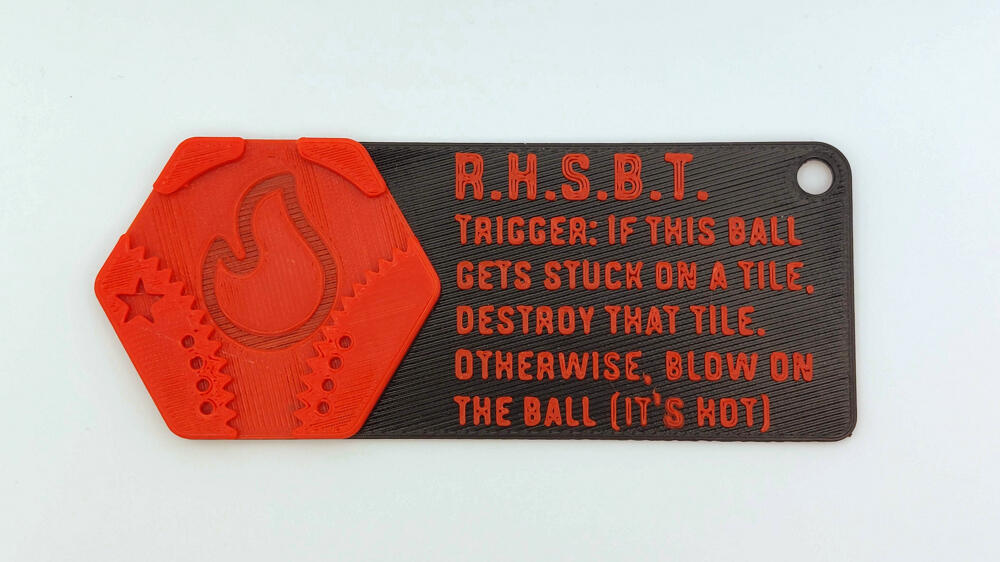 R.H.S.B.T.
TRIGGER: IF THIS BALL
GETS STUCK ON A TILE,
DESTROY THAT TILE.
OTHERWISE, BLOW ON
THE BALL (IT'S HOT)